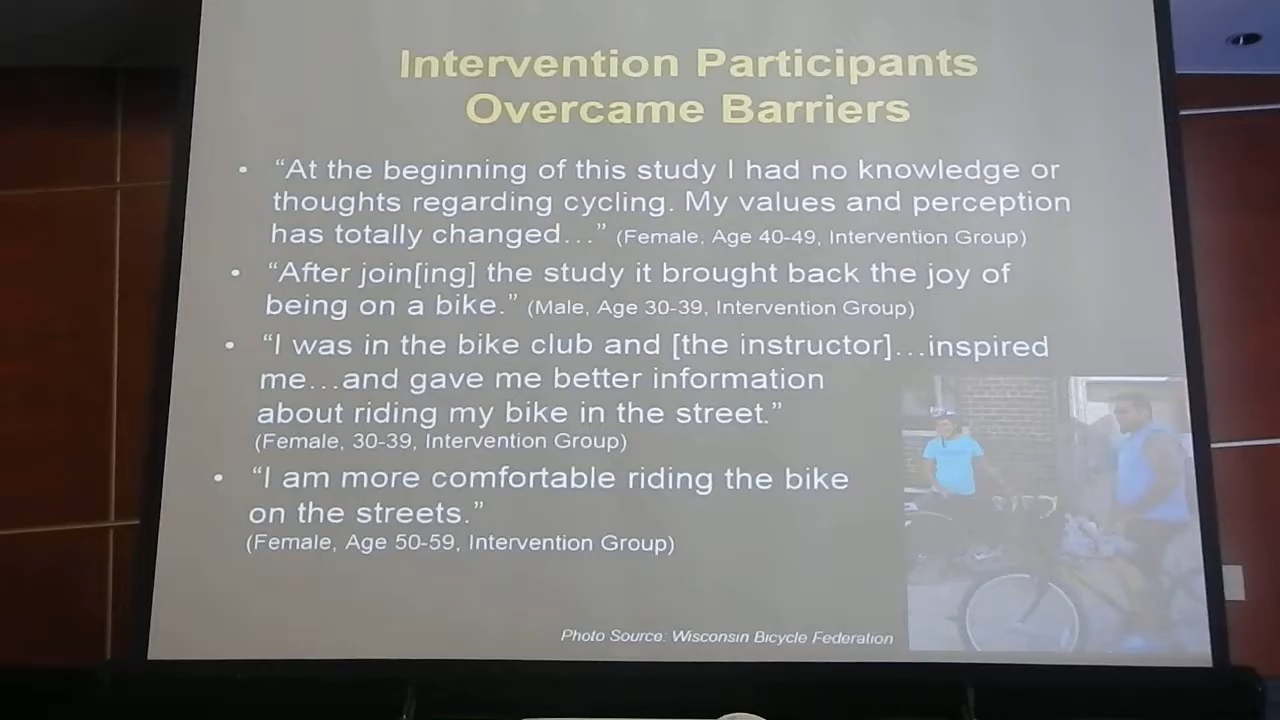 Intervention Participants
Overcame Barriers
• “At the beginning of this study I had no knowledge or
thoughts regarding cycling. My values and perception
has totally changed…” (Female, Age 40-49, Intervention Group)
• “After join[ing] the study it brought back the joy of
being on a bike.” (Male, Age 30-39, Intervention Group)
• “I was in the bike club and [the instructor]…inspired
me…and gave me better information
about riding my bike in the street.”
(Female, 30-39, Intervention Group)
• “I am more comfortable riding the bike
on the streets.”
(Female, Age 50-59, Intervention Group)
Photo Source: Wisconsin Bicycle Federation